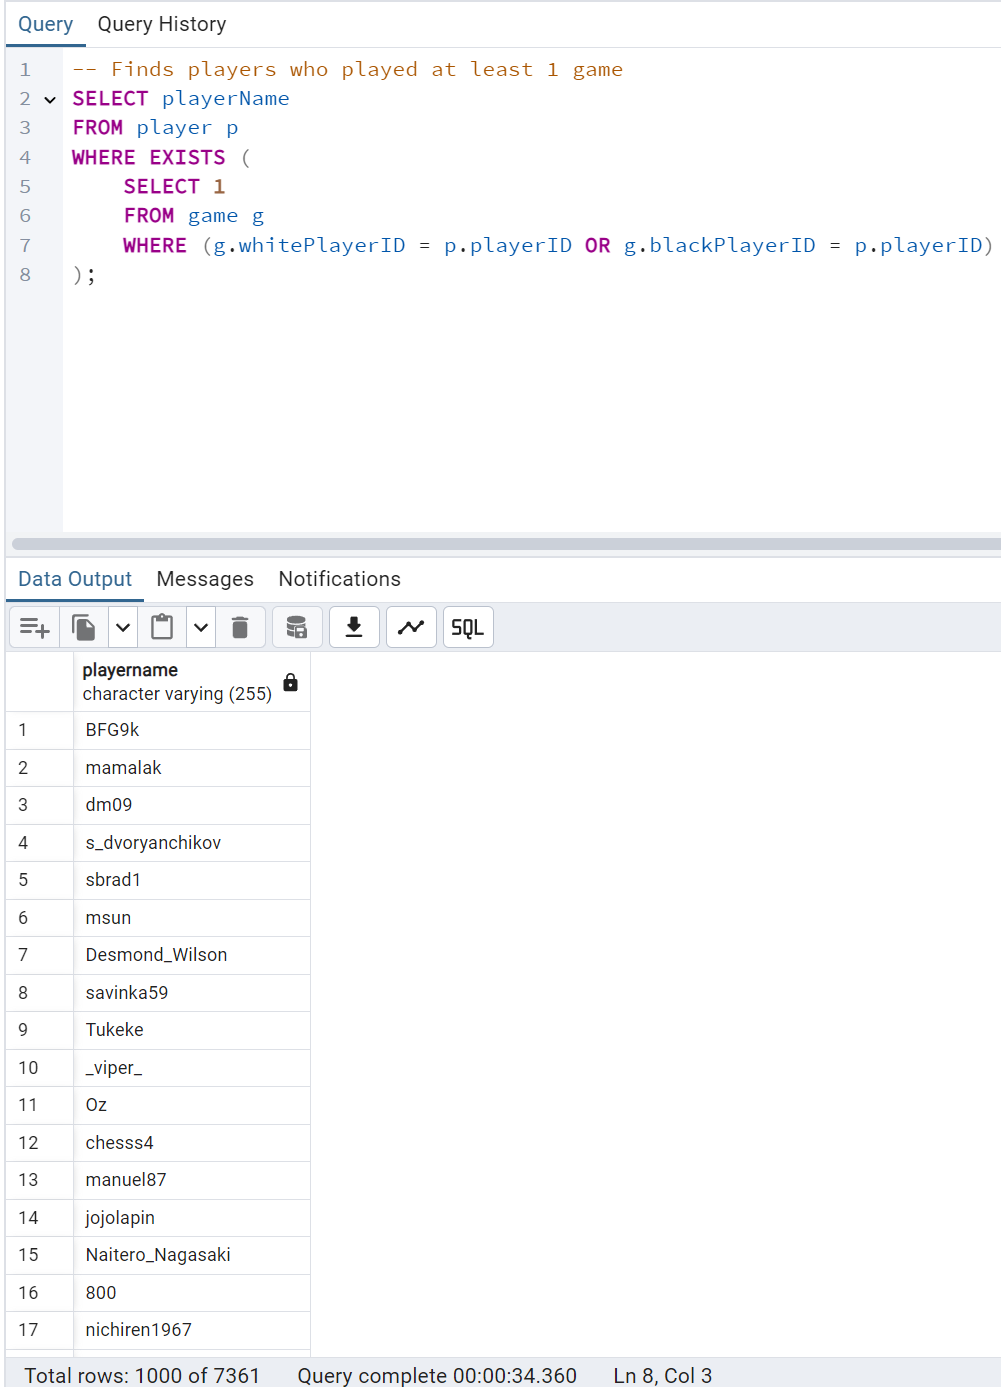 Query Query History
1 -- Finds players who played at least 1 game
2 SELECT playerName
3 FROM player p
4 WHERE EXISTS (
5 SELECT 1
6 FROM game g
7 WHERE (g.whitePlayerID = p.playerID OR g.blackPlayerID = p.playerID)
8 );
Data Output Messages Notifications
SQL
playername
character varying (255)
1 BFG9k
2 mamalak
3 dm09
4 s_dvoryanchikov
5 sbrad1
6 msun
7 Desmond_Wilson
8 savinka59
9 Tukeke
10 _viper_
11 Oz
12 chesss4
13 manuel87
14 jojolapin
15 Naitero_Nagasaki
16 800
17 nichiren1967
Total rows: 1000 of 7361 Query complete 00:00:34.360 Ln 8, Col 3